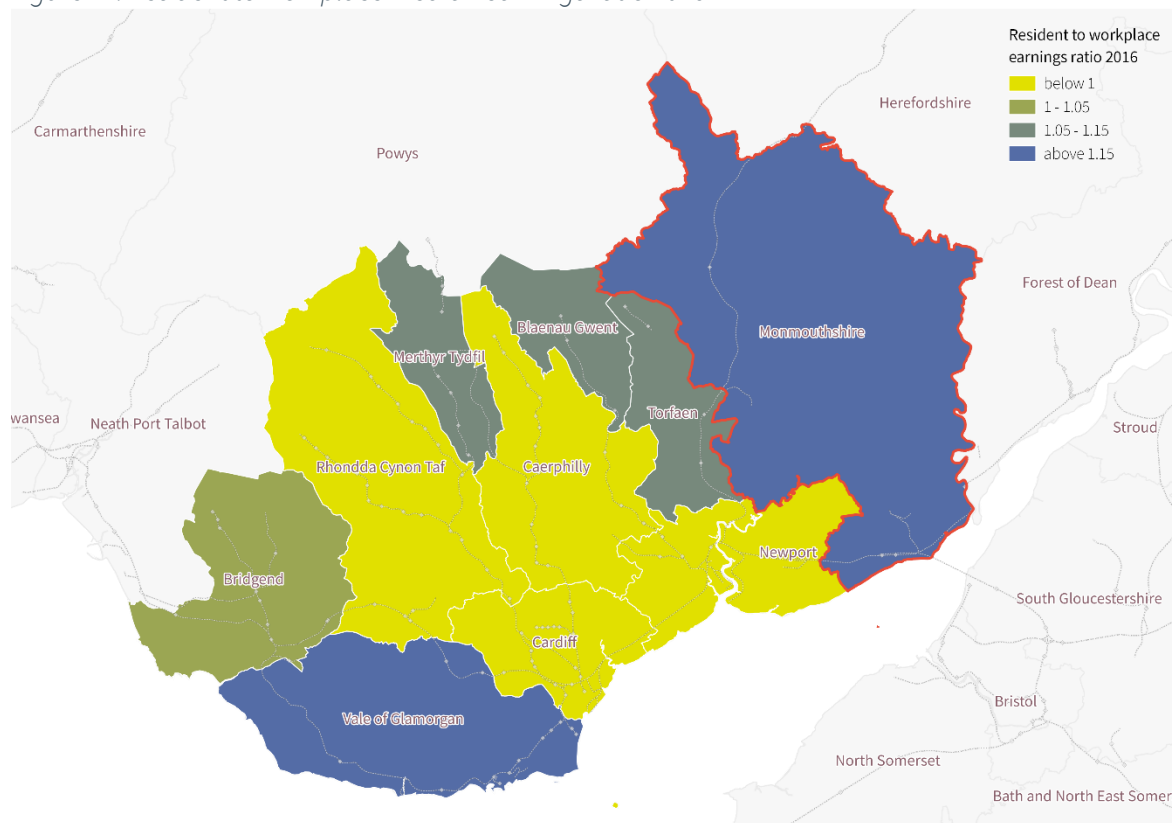 Resident to workplace
earnings ratio 2016
below 1
1 - 1.05
1.05 - 1.15
above 1.15
Herefordshire
Carmarthenshire
Powys
Forest of Dean
Blaenau Gwent
Monmouthshire
Merthyr Tydfil
Torfaen
wansea
Neath Port Talbot
Stroud
Rhondda Cynon Taf
Caerphilly
Newport
Bridgend
South Gloucestershire
Cardiff
Bristol
Vale of Glamorgan
North Somerset
Bath and North East Somer